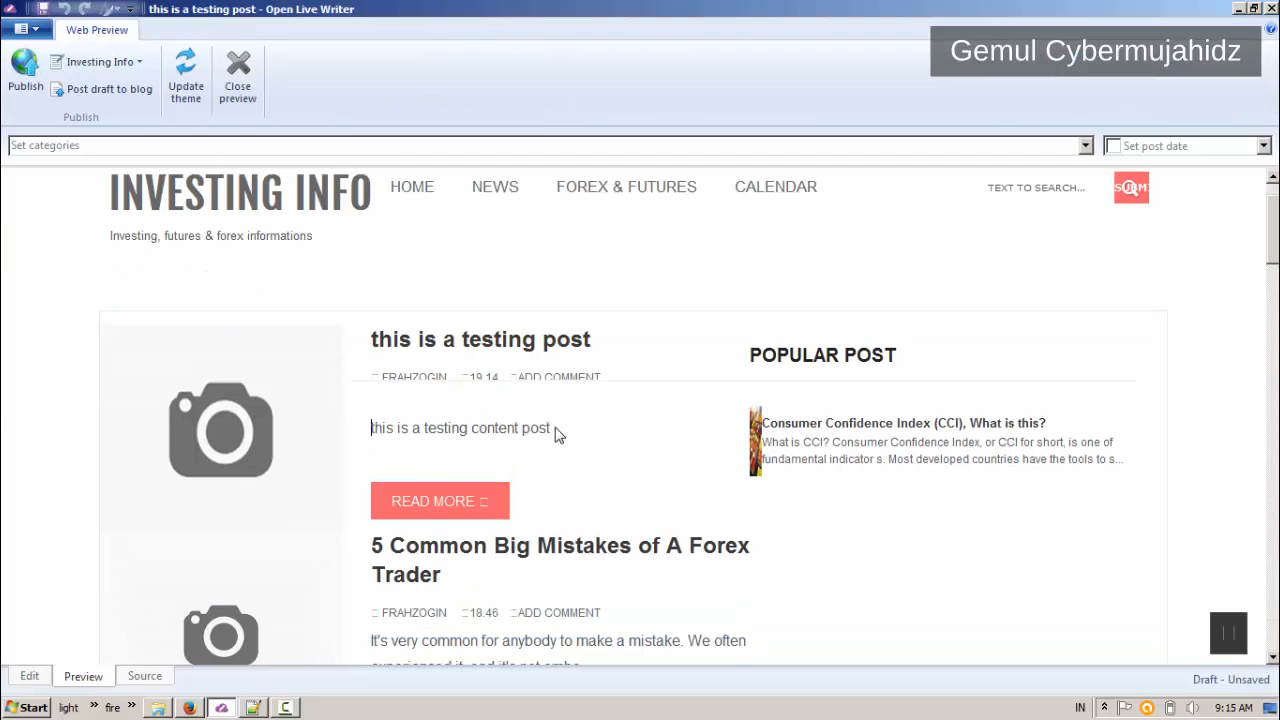 this is a testing post - Open Live Writer
Web Preview
Gemul Cybermujahidz
Publish
Investing Info
Post draft to blog
Publish
Update theme
Close preview
Set categories
Set post date
INVESTING INFO
HOME NEWS FOREX & FUTURES CALENDAR
TEXT TO SEARCH...
SUBM
Investing, futures & forex informations
this is a testing post
FRAHZOGIN 19.14 ADD COMMENT
this is a testing content post
READ MORE
POPULAR POST
Consumer Confidence Index (CCI), What is this?
What is CCI? Consumer Confidence Index, or CCI for short, is one of
fundamental indicator s. Most developed countries have the tools to s...
5 Common Big Mistakes of A Forex
Trader
FRAHZOGIN 18.46 ADD COMMENT
It's very common for anybody to make a mistake. We often
Edit Preview Source
Draft - Unsaved
Start light » fire »
IN 9:15 AM